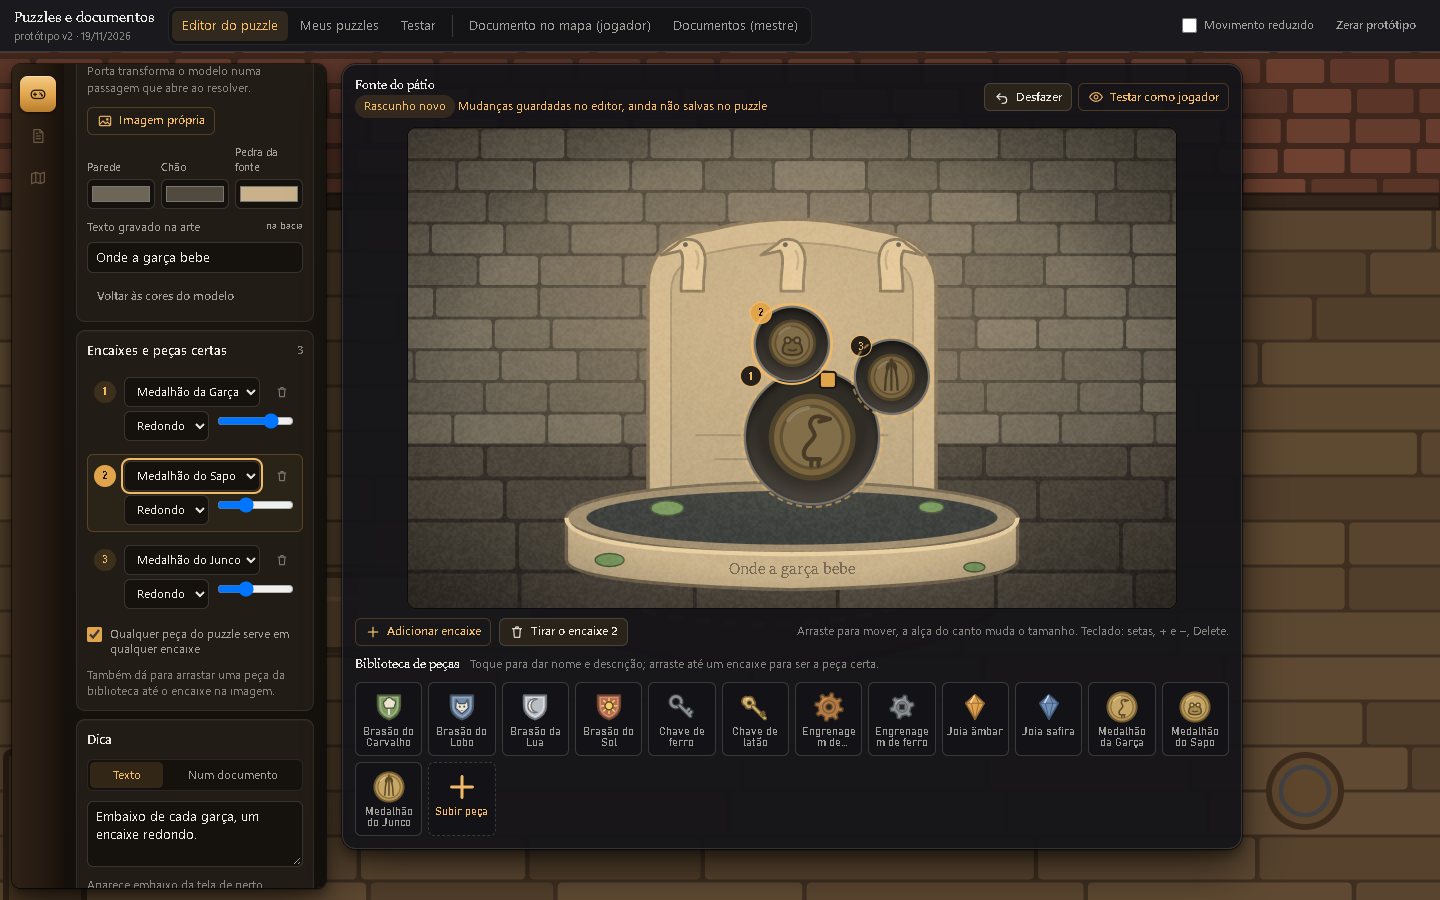 Puzzles e documentos
protótipo v2 · 19/11/2026
Editor do puzzle
Meus puzzles
Testar
Documento no mapa (jogador)
Documentos (mestre)
Movimento reduzido
Zerar protótipo
Porta transforma o modelo numa
passagem que abre ao resolver.
Imagem própria
Parede
Chão
Pedra da
fonte
Texto gravado na arte
na bacia
Onde a garça bebe
Voltar às cores do modelo
Encaixes e peças certas
3
1
Medalhão da Garça
Redondo
2
Medalhão do Sapo
Redondo
3
Medalhão do Junco
Redondo
Qualquer peça do puzzle serve em
qualquer encaixe
Também dá para arrastar uma peça da
biblioteca até o encaixe na imagem.
Dica
Texto
Num documento
Embaixo de cada garça, um
encaixe redondo.
Aparece embaixo da tela de perto
Fonte do pátio
Rascunho novo
Mudanças guardadas no editor, ainda não salvas no puzzle
Desfazer
Testar como jogador
2
3
1
Onde a garça bebe
Adicionar encaixe
Tirar o encaixe 2
Arraste para mover, a alça do canto muda o tamanho. Teclado: setas, + e −, Delete.
Biblioteca de peças
Toque para dar nome e descrição; arraste até um encaixe para ser a peça certa.
Brasão do
Carvalho
Brasão do
Lobo
Brasão da
Lua
Brasão do
Sol
Chave de
ferro
Chave de
latão
Engrenage
m de…
Engrenage
m de ferro
Joia âmbar
Joia safira
Medalhão
da Garça
Medalhão
do Sapo
Medalhão
do Junco
Subir peça